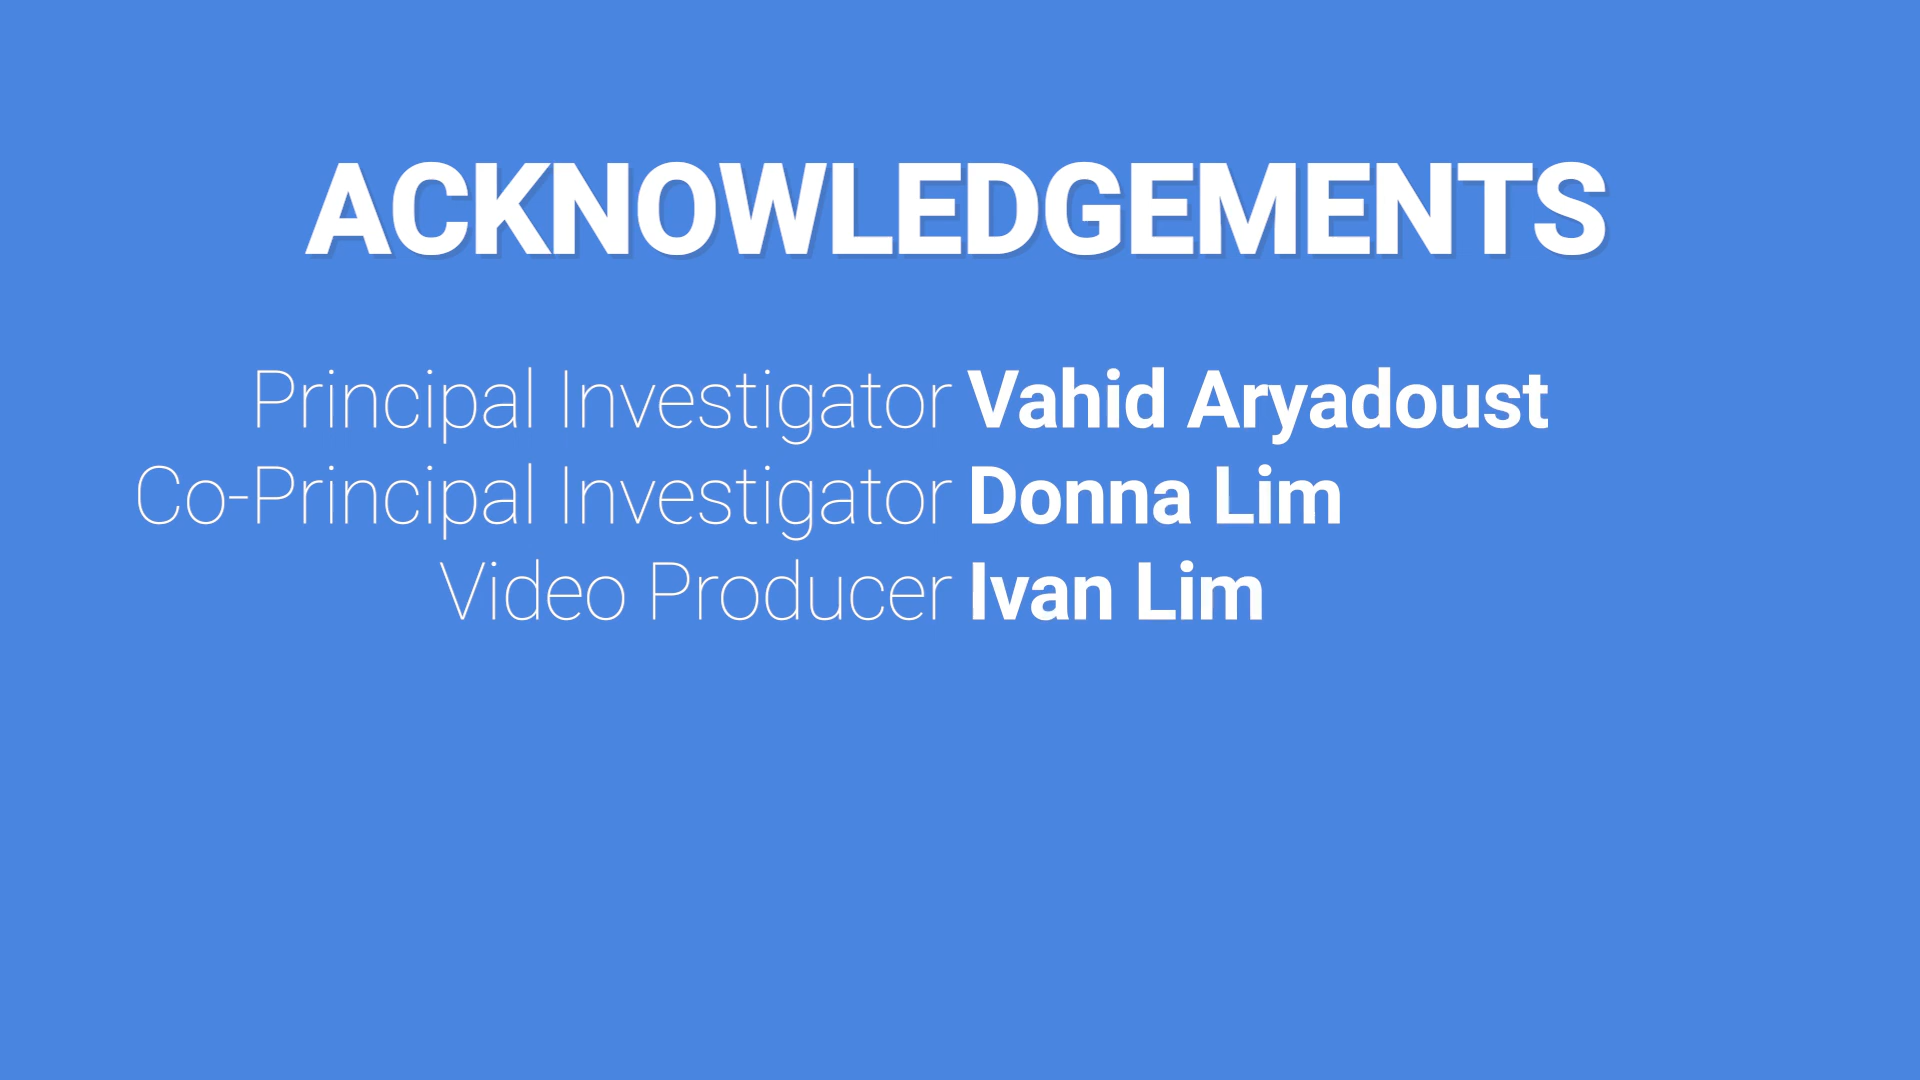 ACKNOWLEDGEMENTS
Principal Investigator Vahid Aryadoust
Co-Principal Investigator Donna Lim
Video Producer Ivan Lim